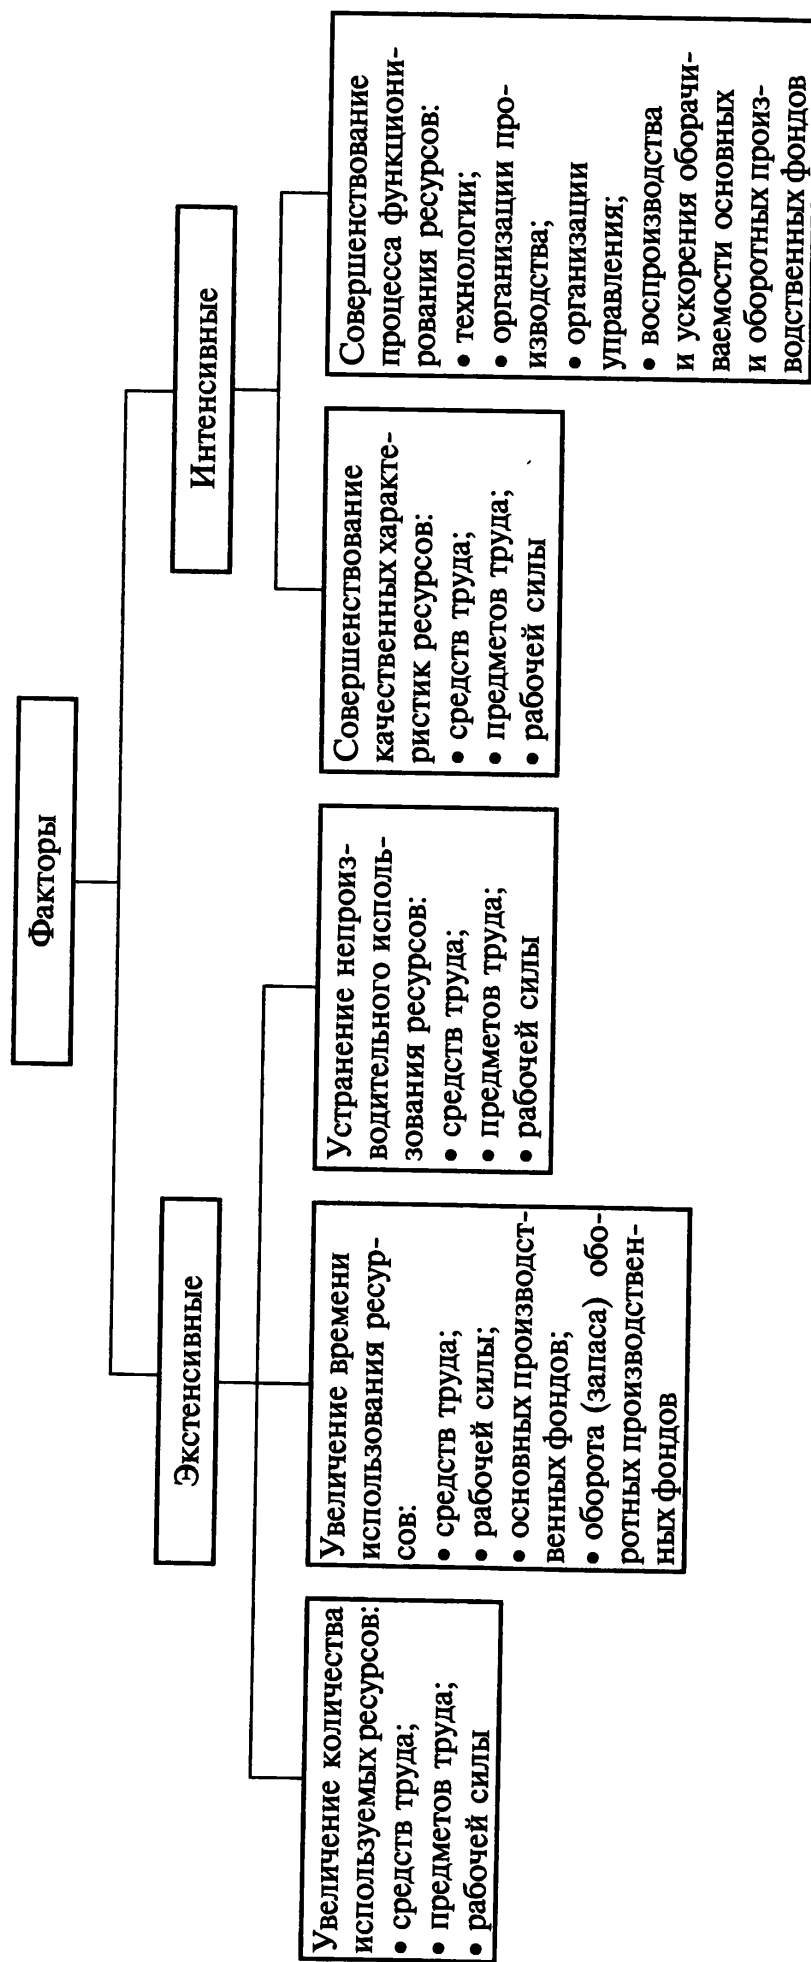 Факторы
Экстенсивные
Интенсивные
Увеличение количества
используемых ресурсов:
• средств труда;
• предметов труда;
• рабочей силы
Увеличение времени
использования ресур-
сов:
• средств труда;
• рабочей силы;
• основных производст-
венных фондов;
• оборота (запаса) обо-
ротных производствен-
ных фондов
Устранение непроиз-
водительного исполь-
зования ресурсов:
• средств труда;
• предметов труда;
• рабочей силы
Совершенствование
качественных характе-
ристик ресурсов:
• средств труда;
• предметов труда;
• рабочей силы
Совершенствование
процесса функциони-
рования ресурсов:
• технологии;
• организации про-
изводства;
• организации
управления;
• воспроизводства
и ускорения оборачи-
ваемости основных
и оборотных произ-
водственных фондов